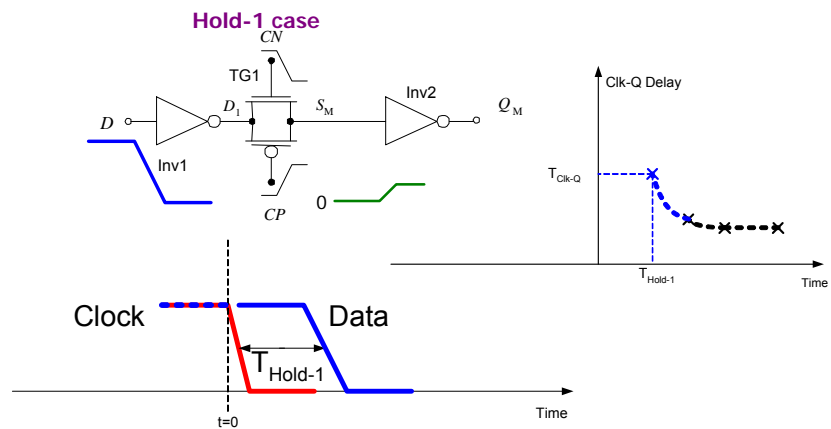 Hold-1 case
CN
TG1
Inv2
D
D1
SM
QM
Inv1
CP
0
Clk-Q Delay
TClk-Q
THold-1
Time
Clock
Data
THold-1
Time
t=0